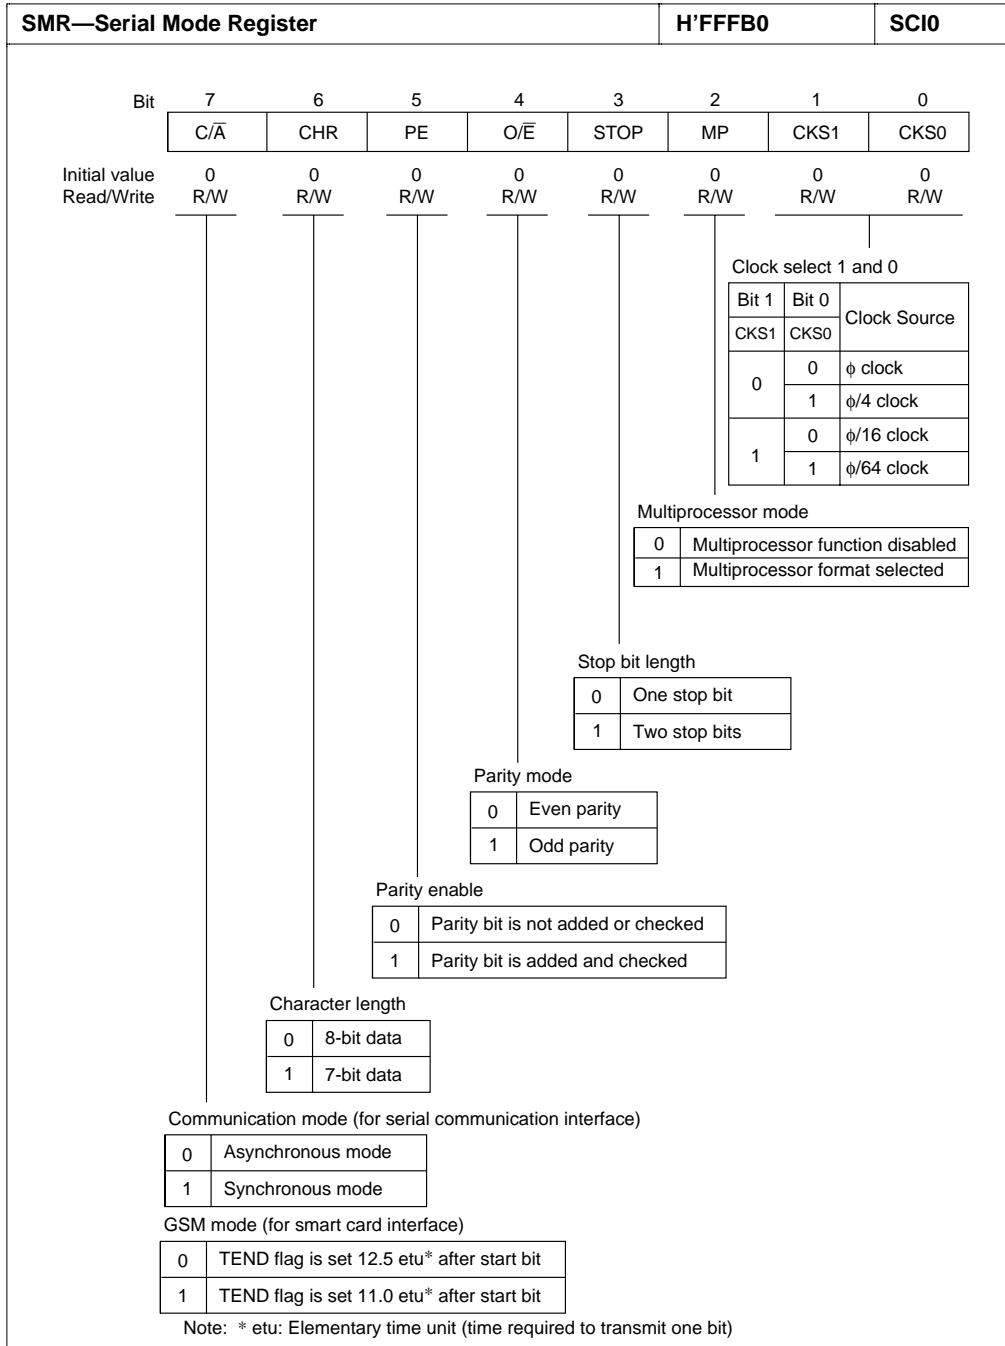 SMR—Serial Mode Register H'FFFB0 SCI0
Bit 7 6 5 4 3 2 1 0
C/A̅ CHR PE O/E̅ STOP MP CKS1 CKS0
Initial value 0 0 0 0 0 0 0 0
Read/Write R/W R/W R/W R/W R/W R/W R/W R/W
Clock select 1 and 0
Bit 1 Bit 0 Clock Source
CKS1 CKS0
0 0 ϕ clock
1 ϕ/4 clock
1 0 ϕ/16 clock
1 ϕ/64 clock
Multiprocessor mode
0 Multiprocessor function disabled
1 Multiprocessor format selected
Stop bit length
0 One stop bit
1 Two stop bits
Parity mode
0 Even parity
1 Odd parity
Parity enable
0 Parity bit is not added or checked
1 Parity bit is added and checked
Character length
0 8-bit data
1 7-bit data
Communication mode (for serial communication interface)
0 Asynchronous mode
1 Synchronous mode
GSM mode (for smart card interface)
0 TEND flag is set 12.5 etu* after start bit
1 TEND flag is set 11.0 etu* after start bit
Note: * etu: Elementary time unit (time required to transmit one bit)